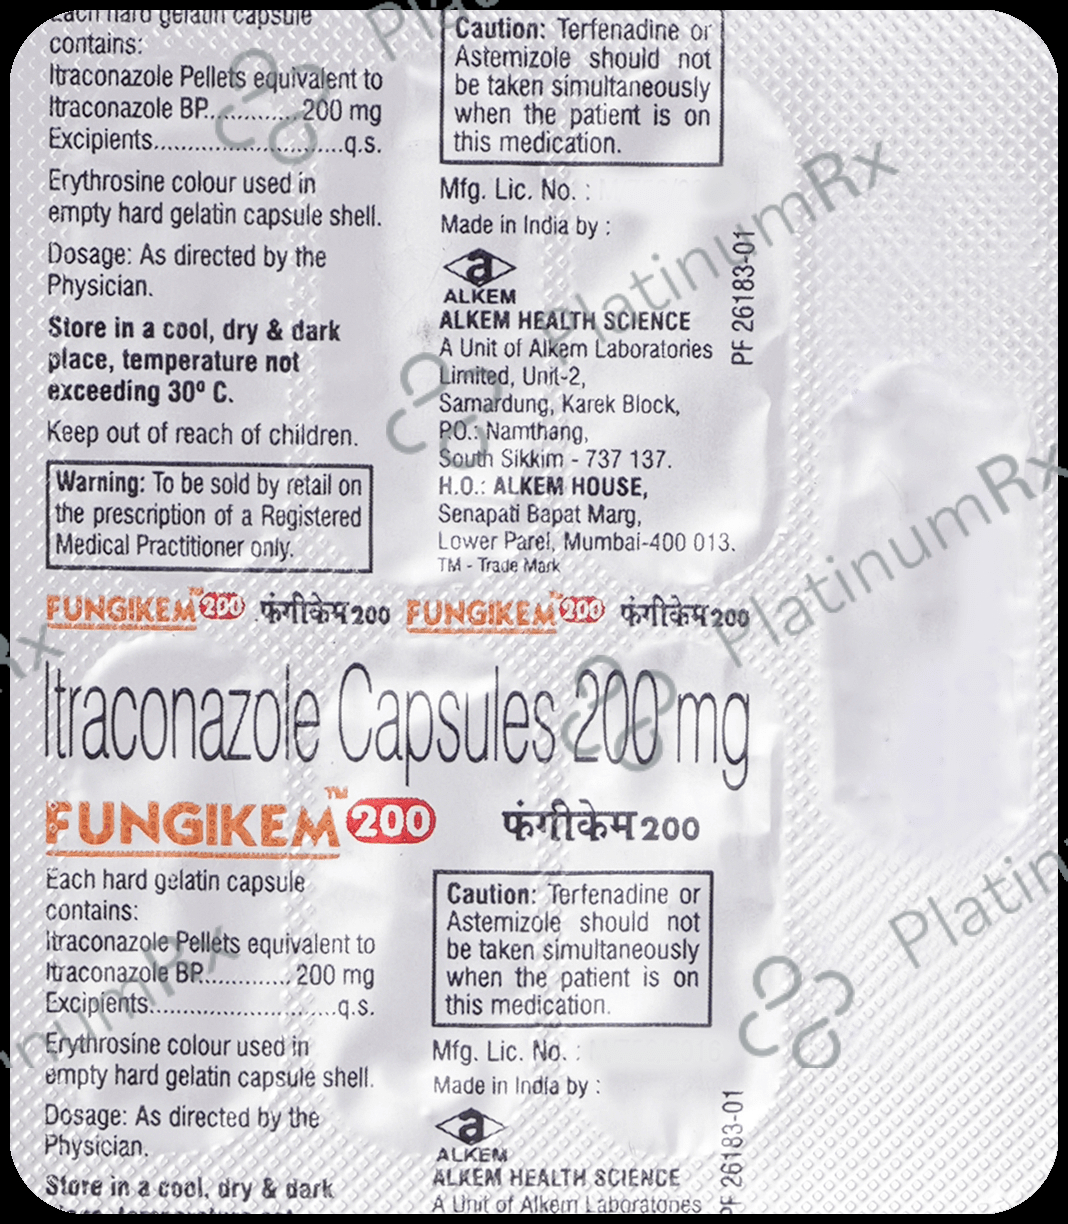 Each hard gelatin capsule
contains:
Itraconazole Pellets equivalent to
Itraconazole BP.............200 mg
Excipients............................q.s.
Erythrosine colour used in
empty hard gelatin capsule shell.
Dosage: As directed by the
Physician.
Store in a cool, dry & dark
place, temperature not
exceeding 30º C.
Keep out of reach of children.
Warning: To be sold by retail on
the prescription of a Registered
Medical Practitioner only.
Caution: Terfenadine or
Astemizole should not
be taken simultaneously
when the patient is on
this medication.
Mfg. Lic. No. :
Made in India by :
a
ALKEM
ALKEM HEALTH SCIENCE
A Unit of Alkem Laboratories
Limited, Unit-2,
Samardung, Karek Block,
P.O.: Namthang,
South Sikkim - 737 137.
H.O.: ALKEM HOUSE,
Senapati Bapat Marg,
Lower Parel, Mumbai-400 013.
TM - Trade Mark
PF 26183-01
FUNGIKEM™ 200 फंगीकेम 200 FUNGIKEM™ 200 फंगीकेम 200
Itraconazole Capsules 200 mg
FUNGIKEM™ 200 फंगीकेम 200
Each hard gelatin capsule
contains:
Itraconazole Pellets equivalent to
Itraconazole BP.............200 mg
Excipients............................q.s.
Erythrosine colour used in
empty hard gelatin capsule shell.
Dosage: As directed by the
Physician.
Store in a cool, dry & dark
Caution: Terfenadine or
Astemizole should not
be taken simultaneously
when the patient is on
this medication.
Mfg. Lic. No. :
Made in India by :
a
ALKEM
ALKEM HEALTH SCIENCE
A Unit of Alkem Laboratories
PF 26183-01
PlatinumRx
PlatinumRx
PlatinumRx